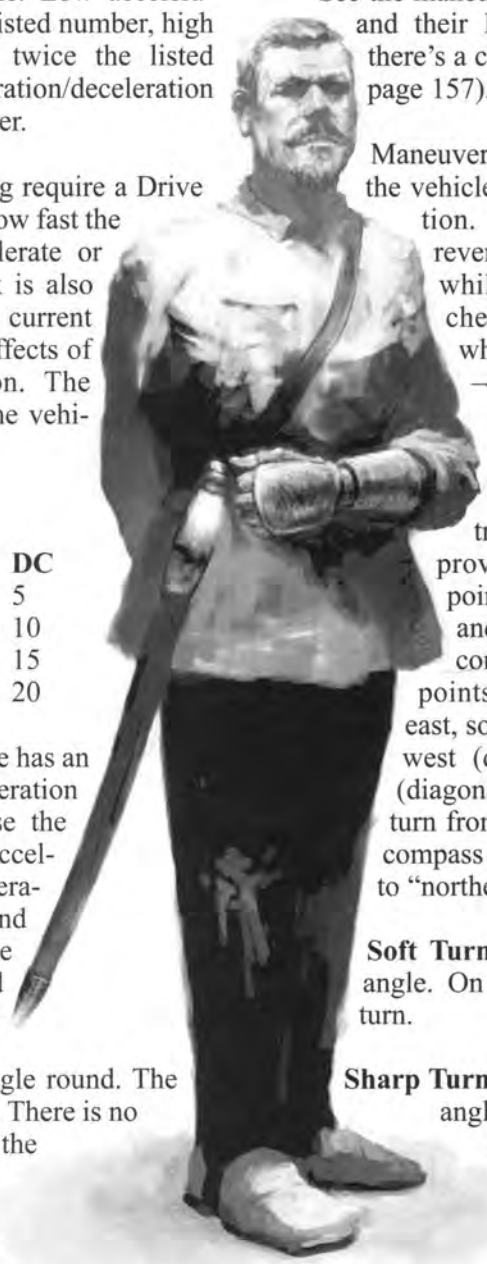 listed number, high
twice the listed
ration/deceleration
er.
g require a Drive
ow fast the
lerate or
k is also
current
ffects of
on. The
he vehi-
DC
5
10
15
20
e has an
eration
se the
ccel-
era-
nd
e
d
gle round. The
. There is no
the
See the maneu
and their
there's a c
page 157).
Maneuver
the vehicle
tion.
rever
whil
che
wh
tr
prov
poin
and
con
points
east, so
west (
(diagona
turn from
compass
to “northe
Soft Turn
angle. On
turn.
Sharp Turn
angl